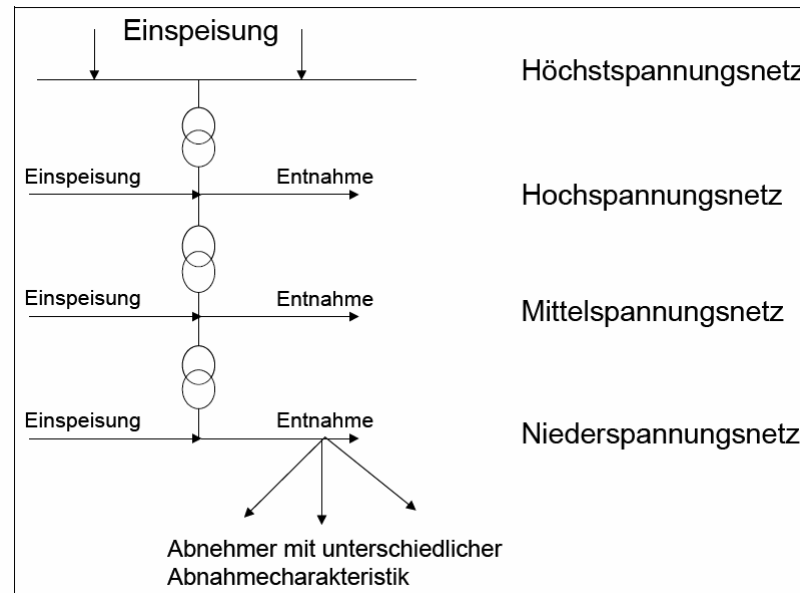 Einspeisung
Höchstspannungsnetz
Einspeisung Entnahme
Hochspannungsnetz
Einspeisung Entnahme
Mittelspannungsnetz
Einspeisung Entnahme
Niederspannungsnetz
Abnehmer mit unterschiedlicher
Abnahmecharakteristik